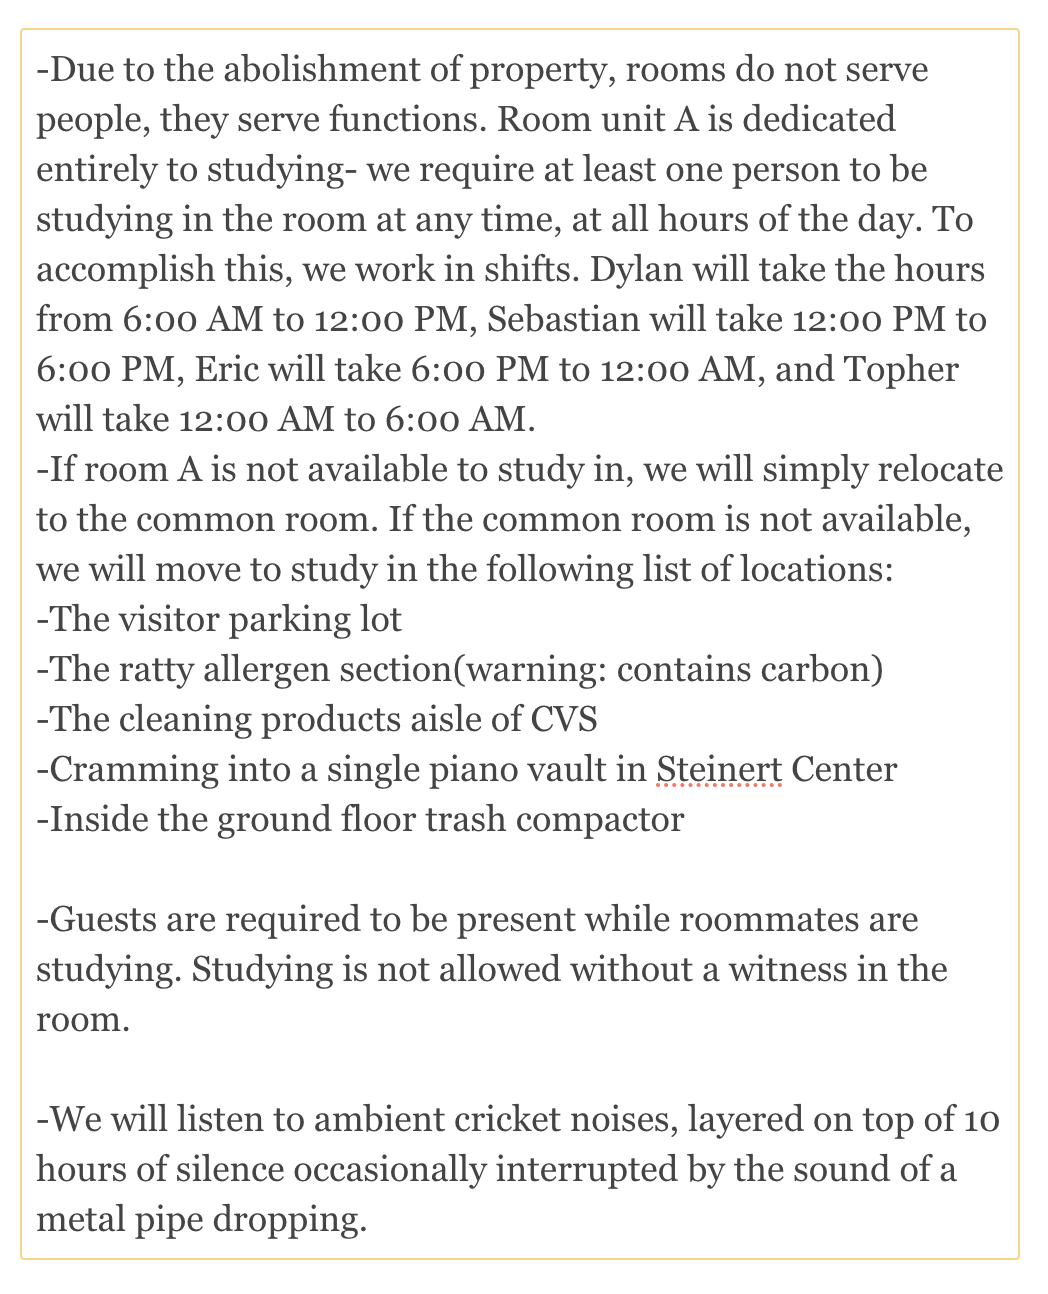 -Due to the abolishment of property, rooms do not serve
people, they serve functions. Room unit A is dedicated
entirely to studying- we require at least one person to be
studying in the room at any time, at all hours of the day. To
accomplish this, we work in shifts. Dylan will take the hours
from 6:00 AM to 12:00 PM, Sebastian will take 12:00 PM to
6:00 PM, Eric will take 6:00 PM to 12:00 AM, and Topher
will take 12:00 AM to 6:00 AM.
-If room A is not available to study in, we will simply relocate
to the common room. If the common room is not available,
we will move to study in the following list of locations:
-The visitor parking lot
-The ratty allergen section(warning: contains carbon)
-The cleaning products aisle of CVS
-Cramming into a single piano vault in Steinert Center
-Inside the ground floor trash compactor
-Guests are required to be present while roommates are
studying. Studying is not allowed without a witness in the
room.
-We will listen to ambient cricket noises, layered on top of 10
hours of silence occasionally interrupted by the sound of a
metal pipe dropping.